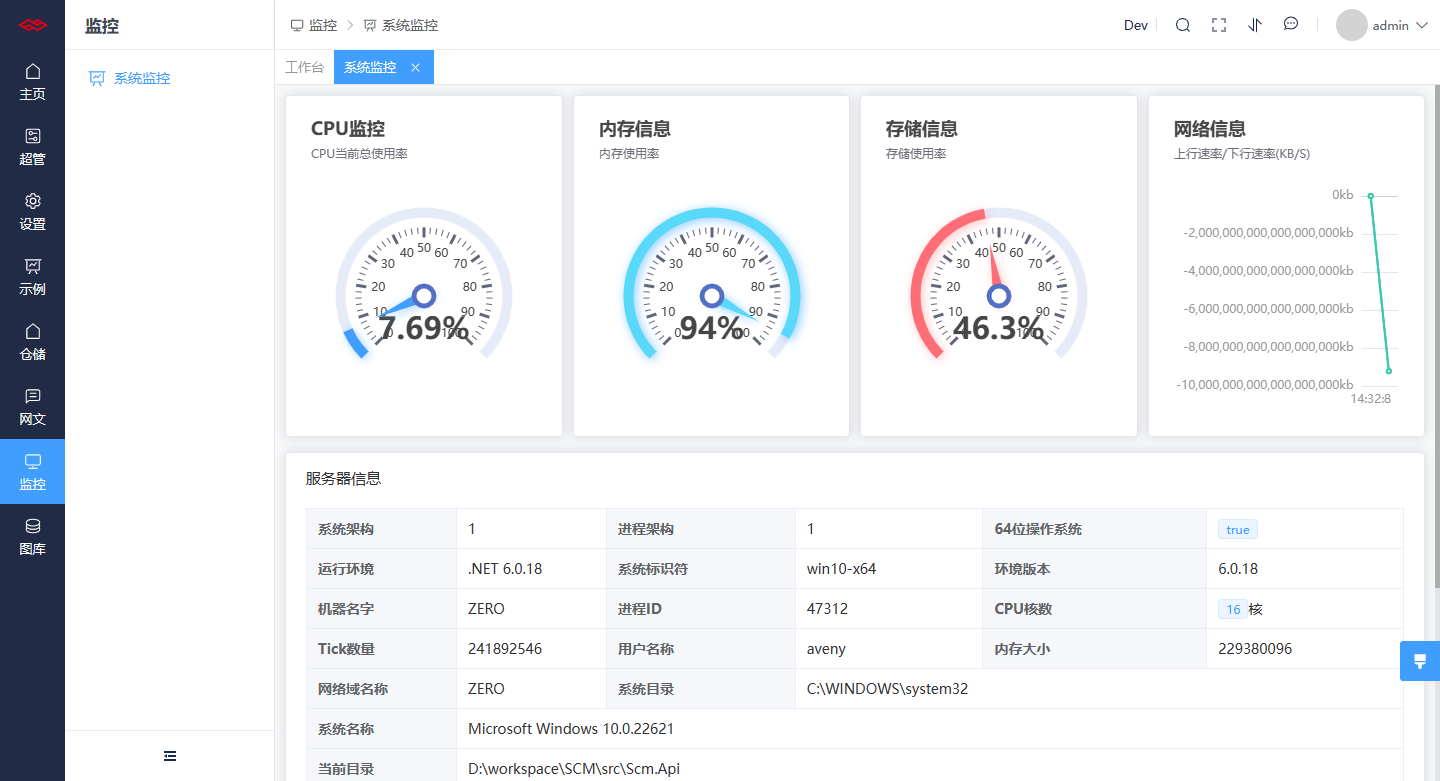 监控
监控
系统监控
Dev
admin
工作台
系统监控
系统监控
主页
超管
设置
示例
仓储
网文
监控
图库
CPU监控
CPU当前总使用率
0
10
20
30
40
50
60
70
80
90
100
7.69%
内存信息
内存使用率
0
10
20
30
40
50
60
70
80
90
100
94%
存储信息
存储使用率
0
10
20
30
40
50
60
70
80
90
100
46.3%
网络信息
上行速率/下行速率(KB/S)
0kb
-2,000,000,000,000,000,000kb
-4,000,000,000,000,000,000kb
-6,000,000,000,000,000,000kb
-8,000,000,000,000,000,000kb
-10,000,000,000,000,000,000kb
14:32:8
服务器信息
系统架构 1 进程架构 1 64位操作系统 true
运行环境 .NET 6.0.18 系统标识符 win10-x64 环境版本 6.0.18
机器名字 ZERO 进程ID 47312 CPU核数 16 核
Tick数量 241892546 用户名称 aveny 内存大小 229380096
网络域名称 ZERO 系统目录 C:\WINDOWS\system32
系统名称 Microsoft Windows 10.0.22621
当前目录 D:\workspace\SCM\src\Scm.Api